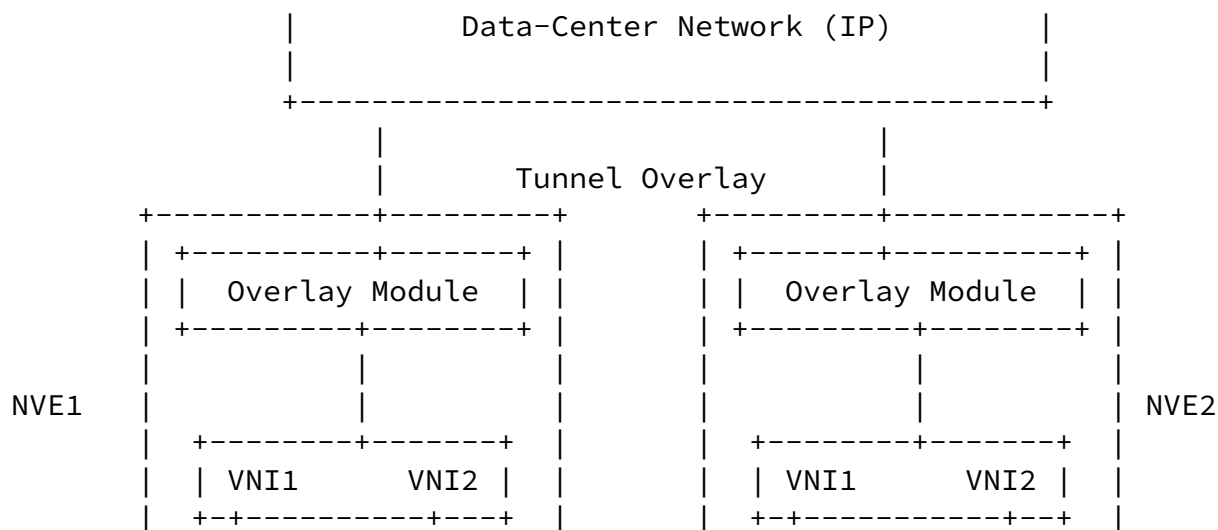 Data-Center Network (IP)
Tunnel Overlay
Overlay Module Overlay Module
NVE1 NVE2
VNI1 VNI2 VNI1 VNI2